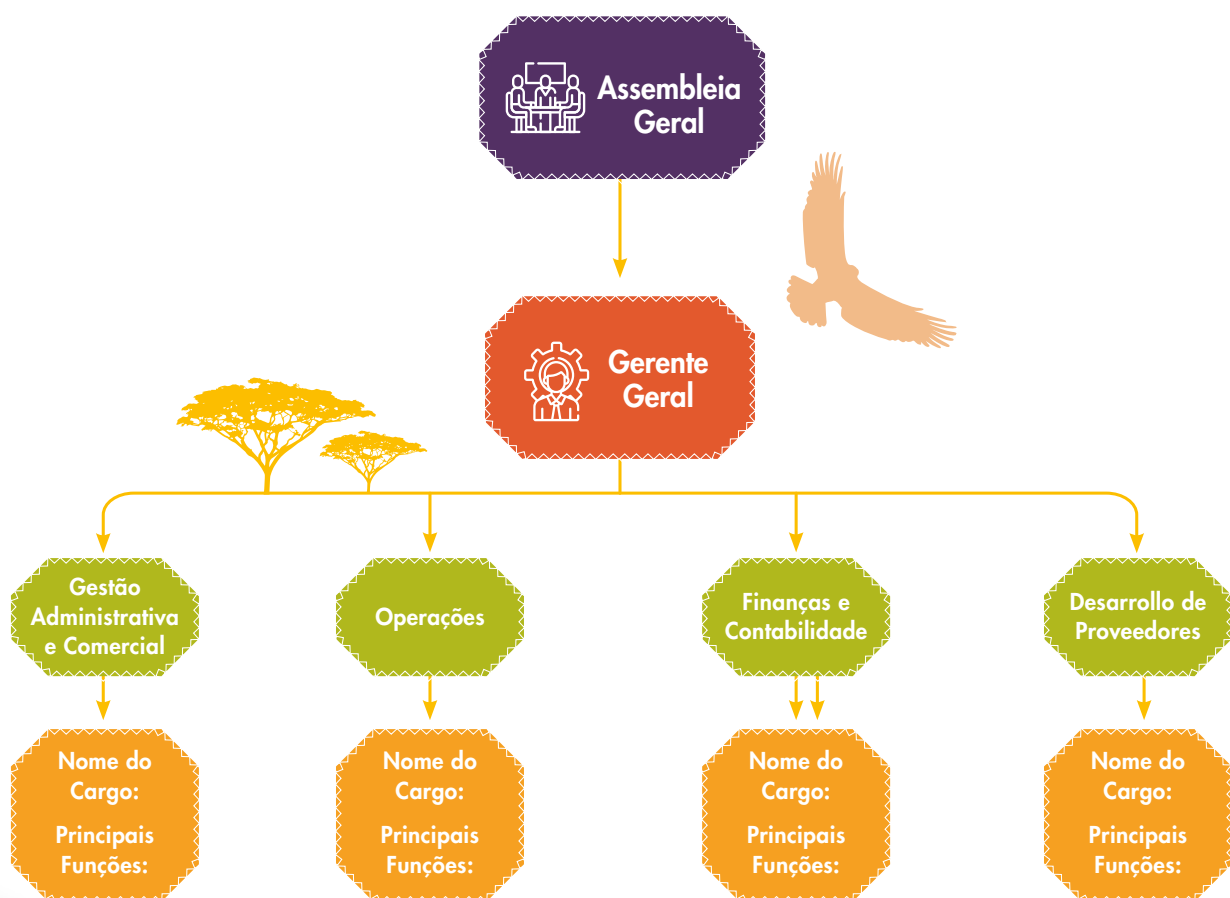 Assembleia
Geral
Gerente
Geral
Gestão
Administrativa
e Comercial
Operações
Finanças e
Contabilidade
Desarrollo de
Proveedores
Nome do
Cargo:
Principais
Funções:
Nome do
Cargo:
Principais
Funções:
Nome do
Cargo:
Principais
Funções:
Nome do
Cargo:
Principais
Funções: